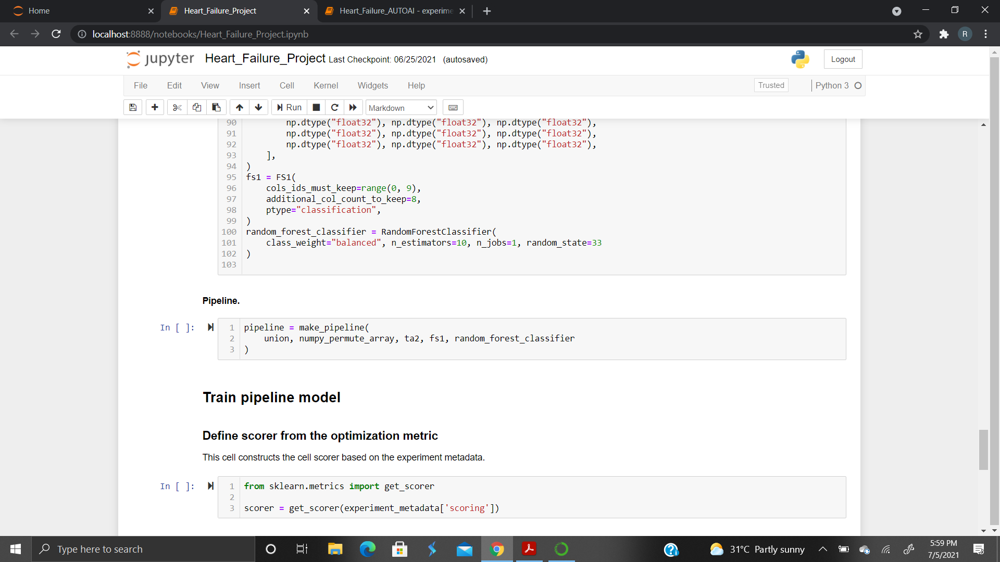 Home
Heart_Failure_Project
Heart_Failure_AUTOAI - experime
localhost:8888/notebooks/Heart_Failure_Project.ipynb
R
jupyter Heart_Failure_Project Last Checkpoint: 06/25/2021 (autosaved)
Logout
File Edit View Insert Cell Kernel Widgets Help
Trusted
Python 3
Run
Markdown
90         np.dtype("float32"), np.dtype("float32"), np.dtype("float32"),
91         np.dtype("float32"), np.dtype("float32"), np.dtype("float32"),
92         np.dtype("float32"), np.dtype("float32"), np.dtype("float32"),
93     ],
94 )
95 fs1 = FS1(
96     cols_ids_must_keep=range(0, 9),
97     additional_col_count_to_keep=8,
98     ptype="classification",
99 )
100 random_forest_classifier = RandomForestClassifier(
101     class_weight="balanced", n_estimators=10, n_jobs=1, random_state=33
102 )
103
Pipeline.
In [ ]:
1 pipeline = make_pipeline(
2     union, numpy_permute_array, ta2, fs1, random_forest_classifier
3 )
Train pipeline model
Define scorer from the optimization metric
This cell constructs the cell scorer based on the experiment metadata.
In [ ]:
1 from sklearn.metrics import get_scorer
2
3 scorer = get_scorer(experiment_metadata['scoring'])
Type here to search
31°C Partly sunny
5:59 PM
7/5/2021